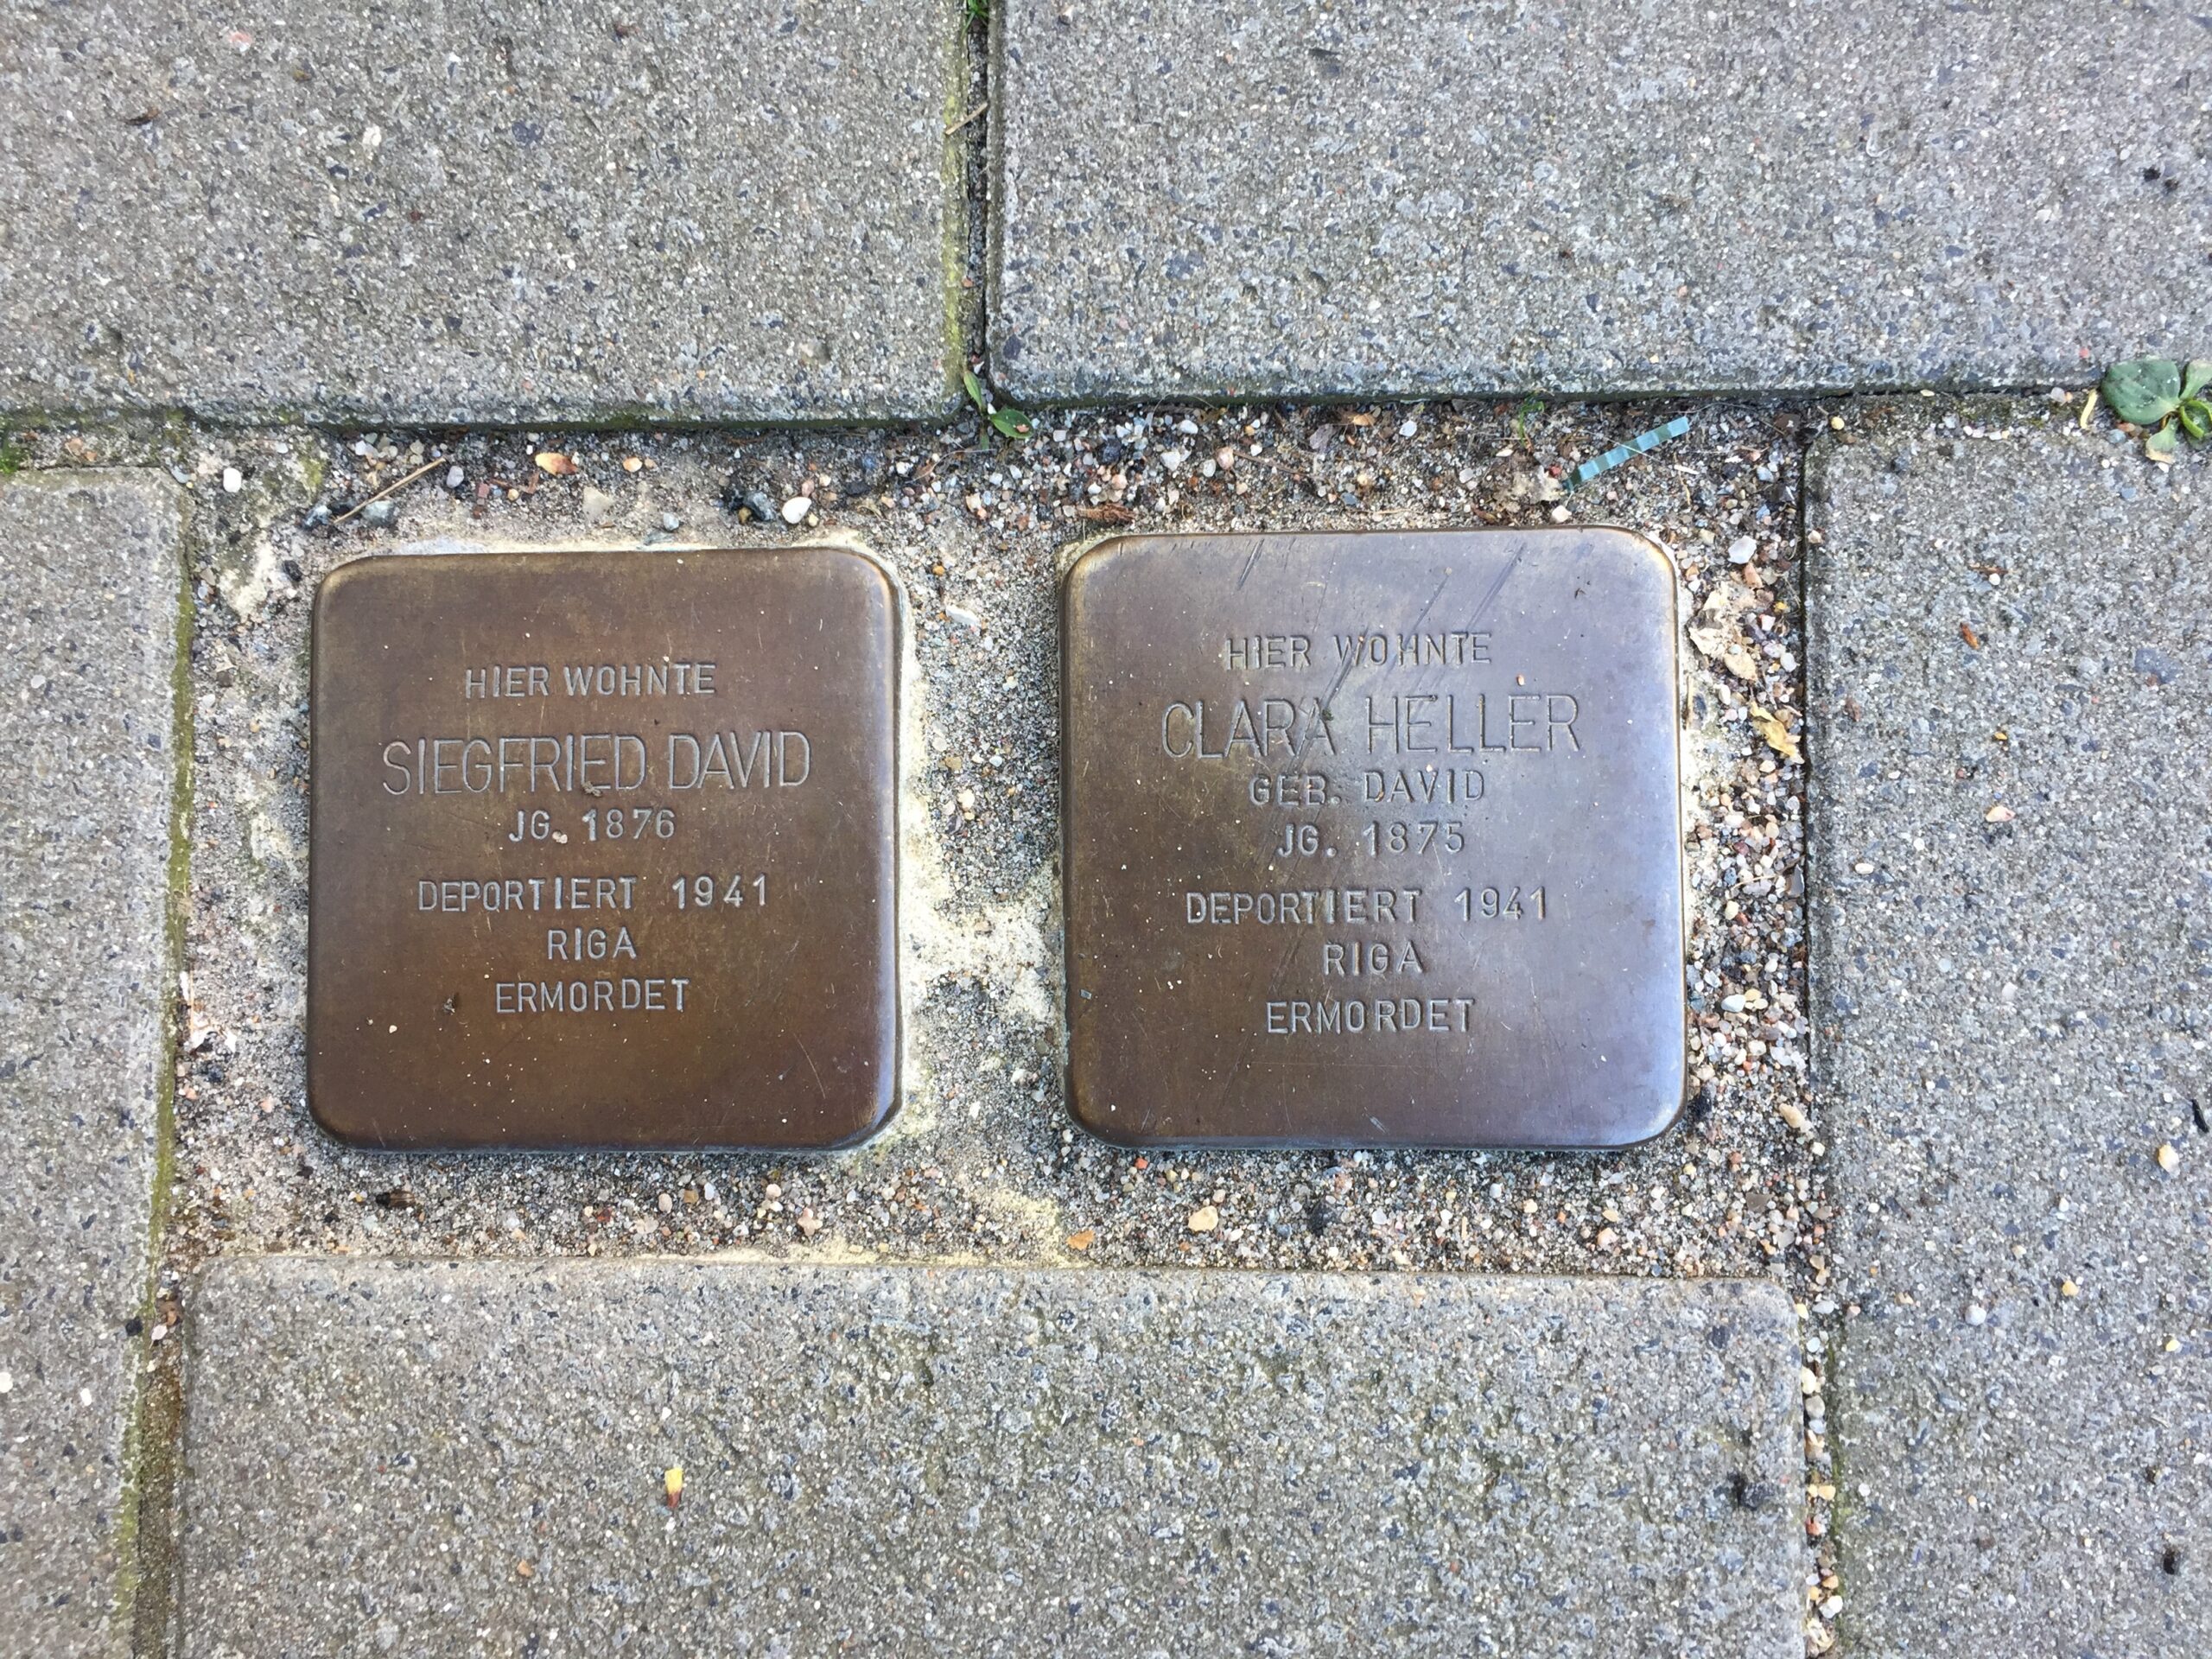 HIER WOHNTE
SIEGFRIED DAVID
JG. 1876
DEPORTIERT 1941
RIGA
ERMORDET
HIER WOHNTE
CLARA HELLER
GEB. DAVID
JG. 1875
DEPORTIERT 1941
RIGA
ERMORDET